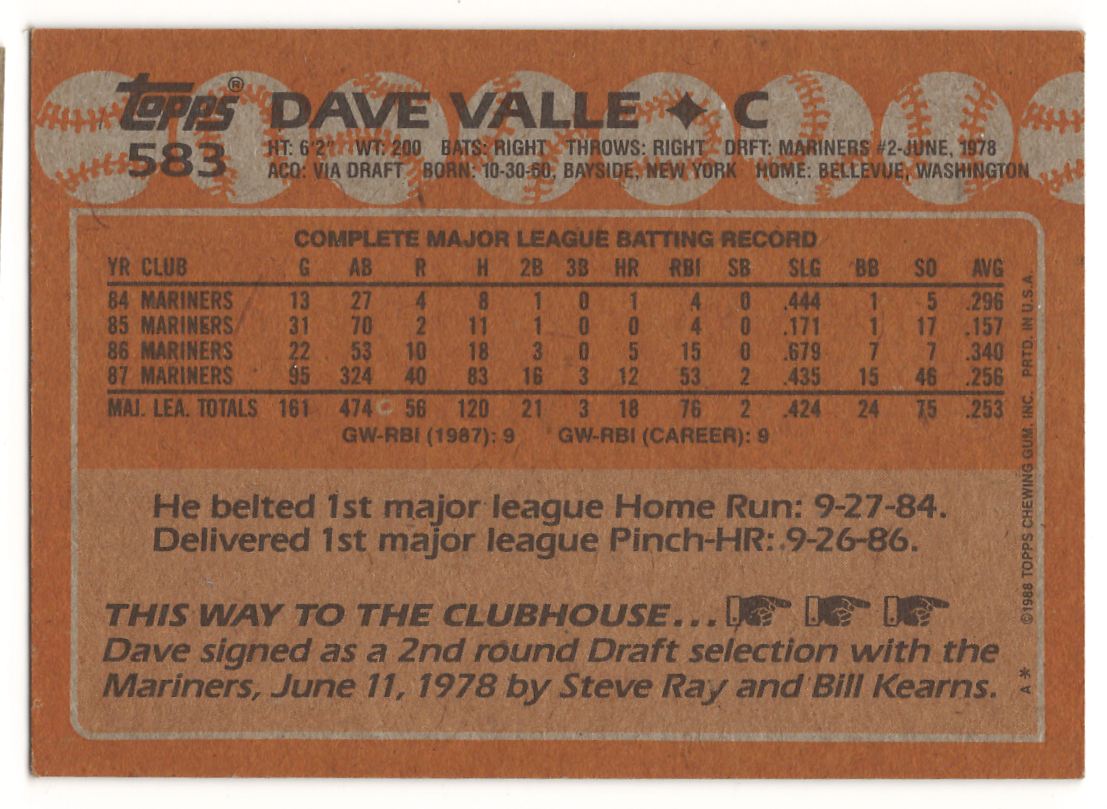 Topps®
583
DAVE VALLE ✦ C
HT: 6'2" WT: 200 BATS: RIGHT THROWS: RIGHT DRFT: MARINERS #2-JUNE, 1978
ACQ: VIA DRAFT BORN: 10-30-60, BAYSIDE, NEW YORK HOME: BELLEVUE, WASHINGTON
COMPLETE MAJOR LEAGUE BATTING RECORD
YR CLUB G AB R H 2B 3B HR RBI SB SLG BB SO AVG
84 MARINERS 13 27 4 8 1 0 1 4 0 .444 1 5 .296
85 MARINERS 31 70 2 11 1 0 0 4 0 .171 1 17 .157
86 MARINERS 22 53 10 18 3 0 5 15 0 .679 7 7 .340
87 MARINERS 95 324 40 83 16 3 12 53 2 .435 15 46 .256
MAJ. LEA. TOTALS 161 474 56 120 21 3 18 76 2 .424 24 75 .253
GW-RBI (1987): 9 GW-RBI (CAREER): 9
He belted 1st major league Home Run: 9-27-84.
Delivered 1st major league Pinch-HR: 9-26-86.
THIS WAY TO THE CLUBHOUSE...
Dave signed as a 2nd round Draft selection with the
Mariners, June 11, 1978 by Steve Ray and Bill Kearns.
A* ©1988 TOPPS CHEWING GUM, INC. PRTD. IN U.S.A.